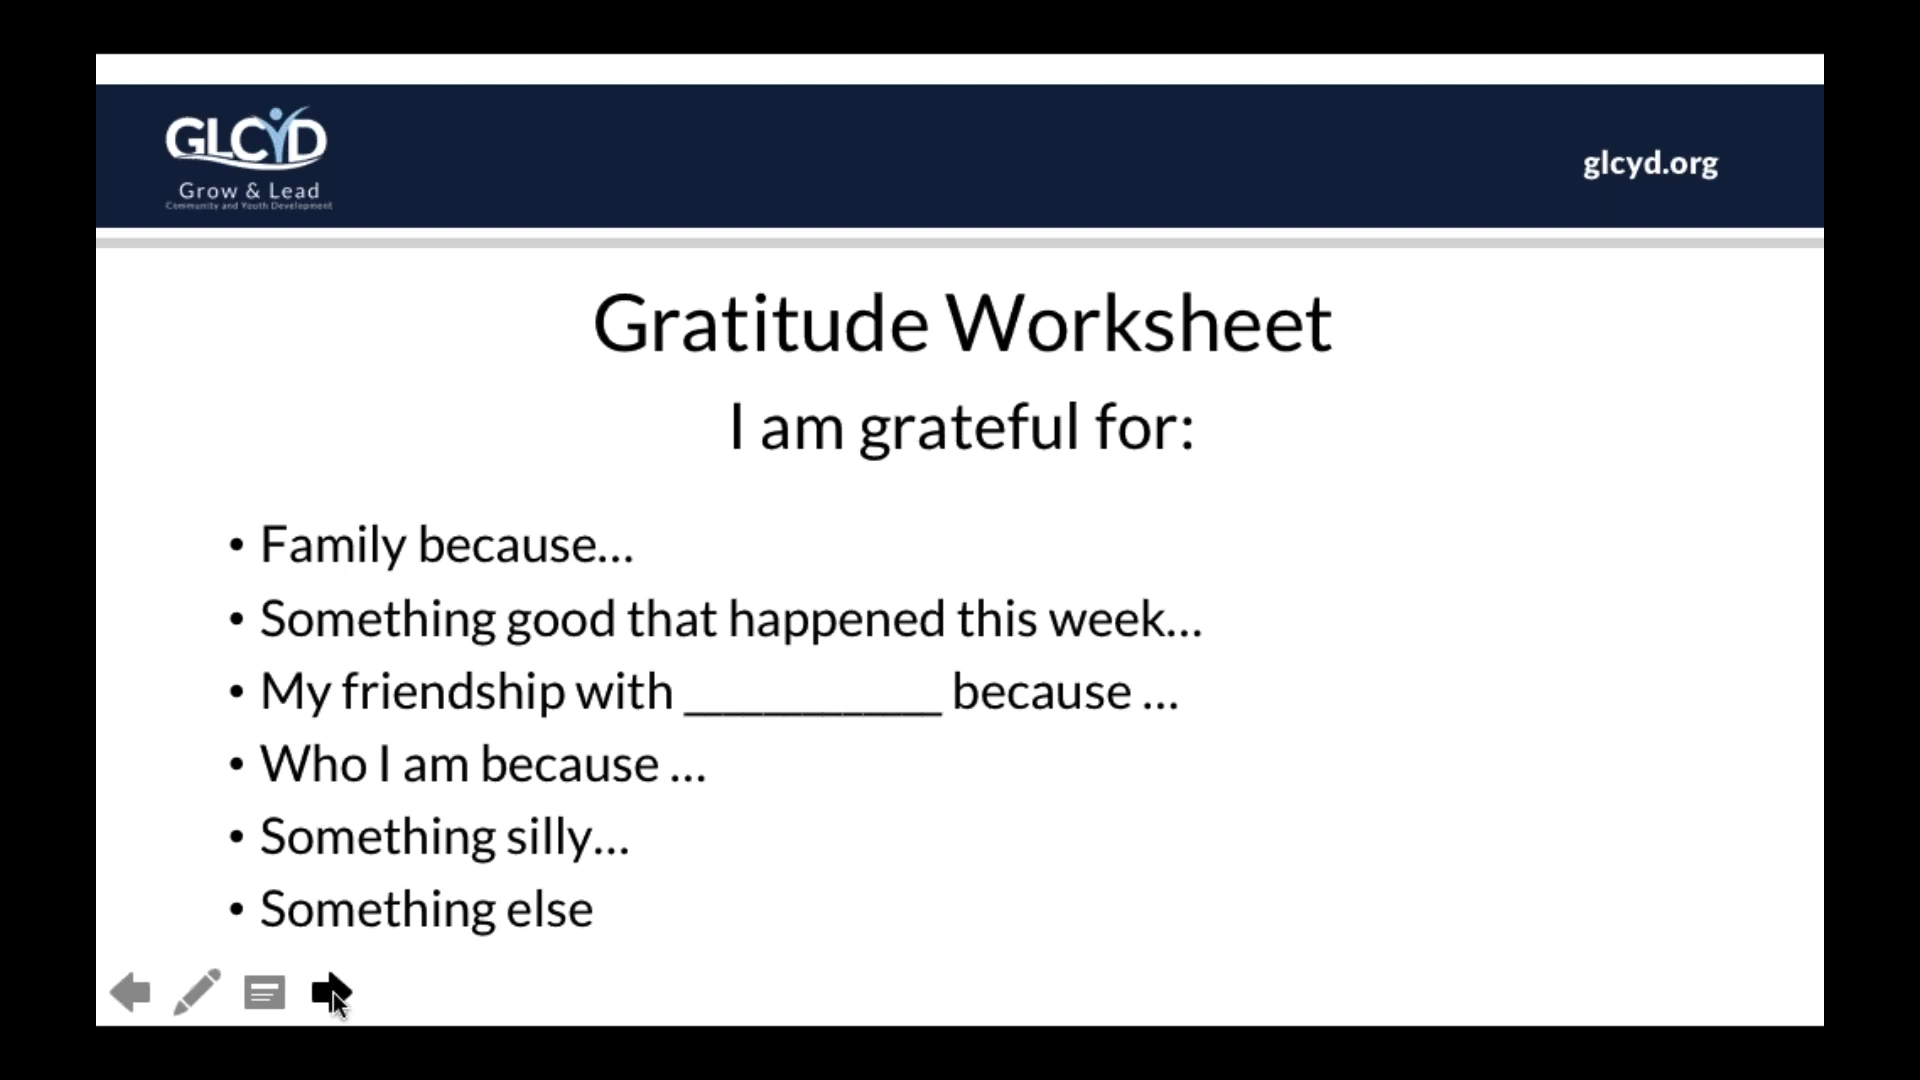 GLCYD
Grow & Lead
Community and Youth Development
glcyd.org
Gratitude Worksheet
I am grateful for:
• Family because...
• Something good that happened this week...
• My friendship with ____________ because ...
• Who I am because ...
• Something silly...
• Something else